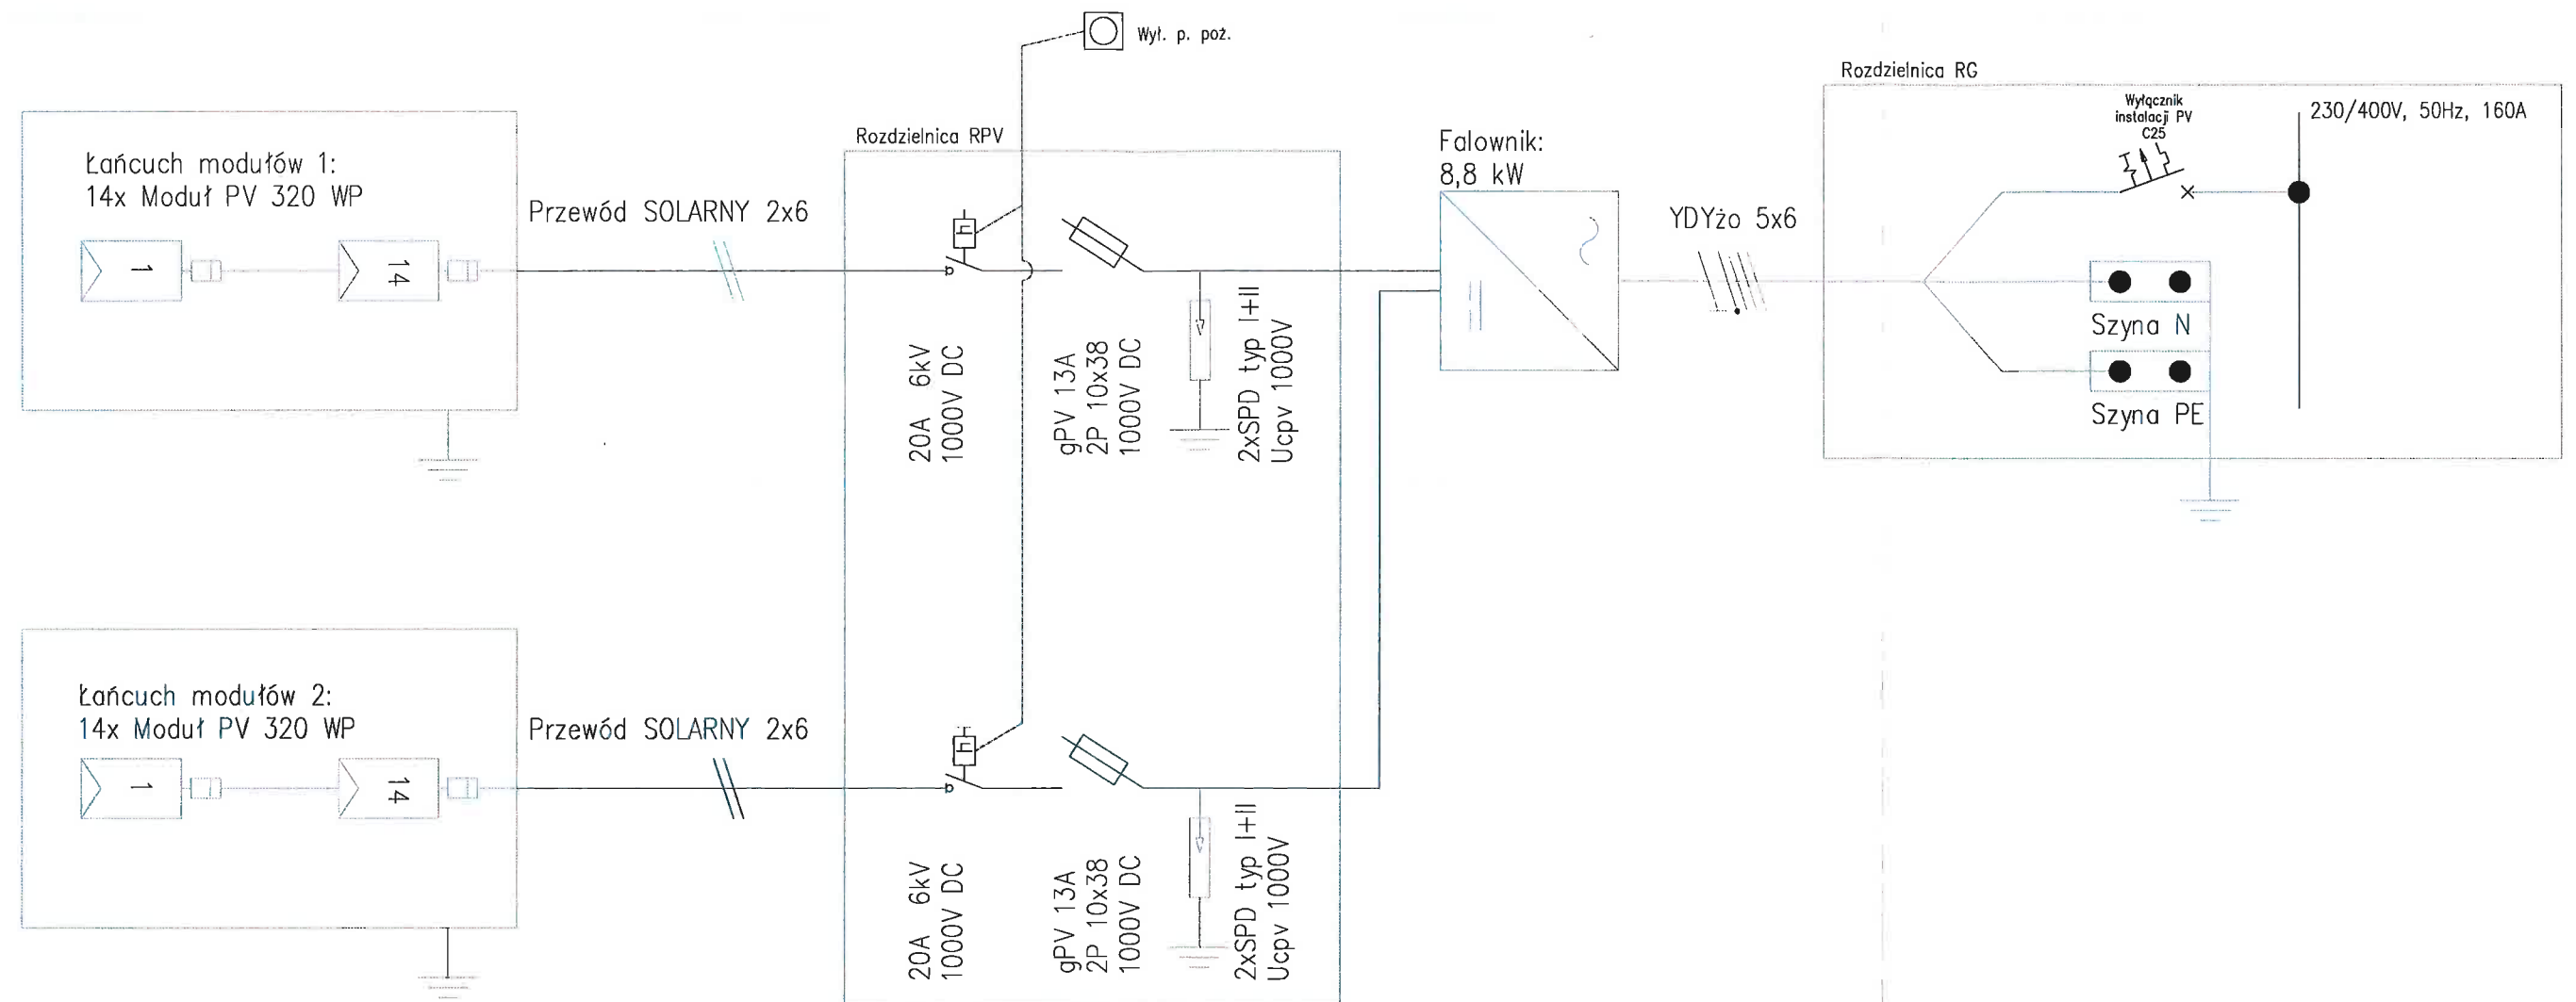 Wył. p. poż.
Rozdzielnica RG
Wyłącznik
instalacji PV
C25
230/400V, 50Hz, 160A
Rozdzielnica RPV
Falownik:
8,8 kW
Łańcuch modułów 1:
14x Moduł PV 320 WP
Przewód SOLARNY 2x6
YDYżo 5x6
1
14
Szyna N
Szyna PE
20A 6kV
1000V DC
gPV 13A
2P 10x38
1000V DC
2xSPD typ I+II
Ucpv 1000V
Łańcuch modułów 2:
14x Moduł PV 320 WP
Przewód SOLARNY 2x6
1
14
20A 6kV
1000V DC
gPV 13A
2P 10x38
1000V DC
2xSPD typ I+II
Ucpv 1000V